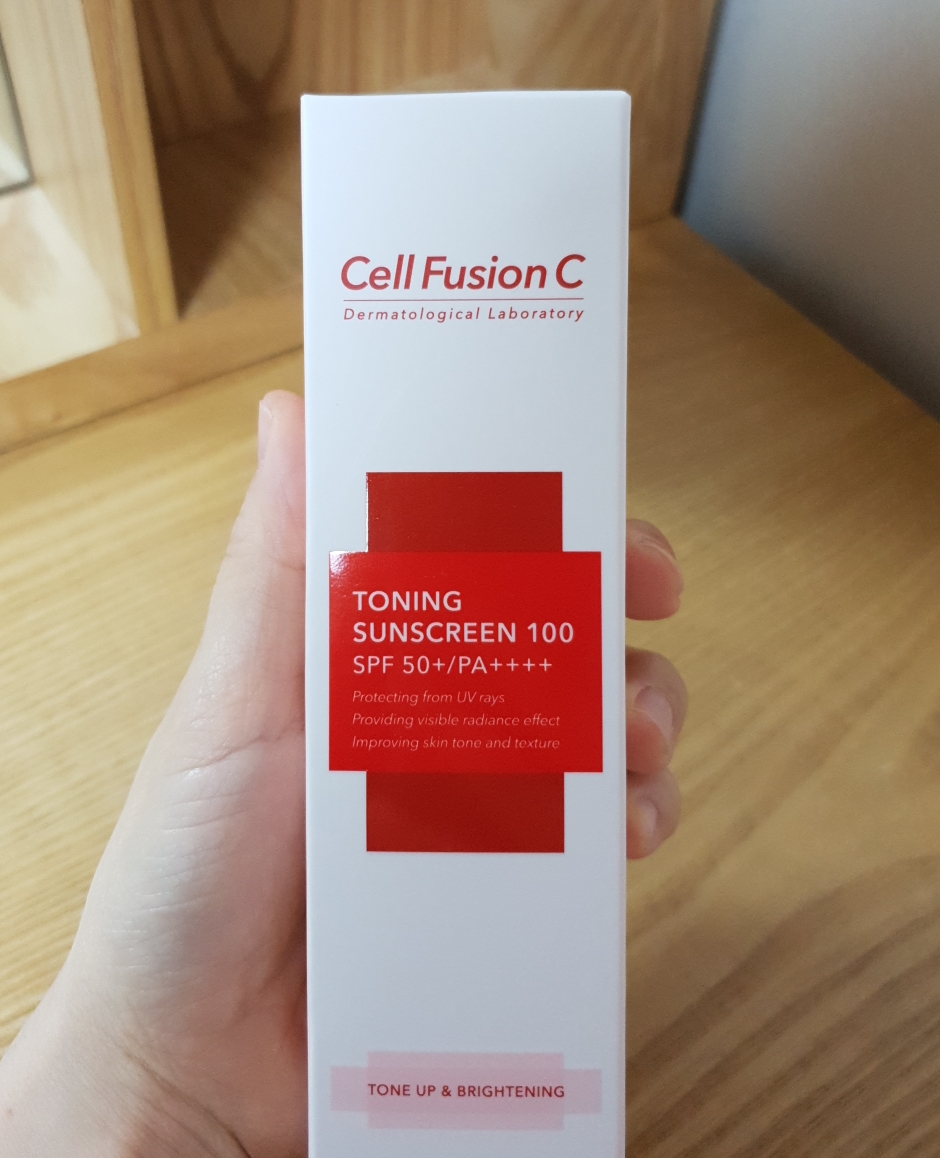 Cell Fusion C
Dermatological Laboratory
TONING
SUNSCREEN 100
SPF 50+/PA++++
Protecting from UV rays
Providing visible radiance effect
Improving skin tone and texture
TONE UP & BRIGHTENING